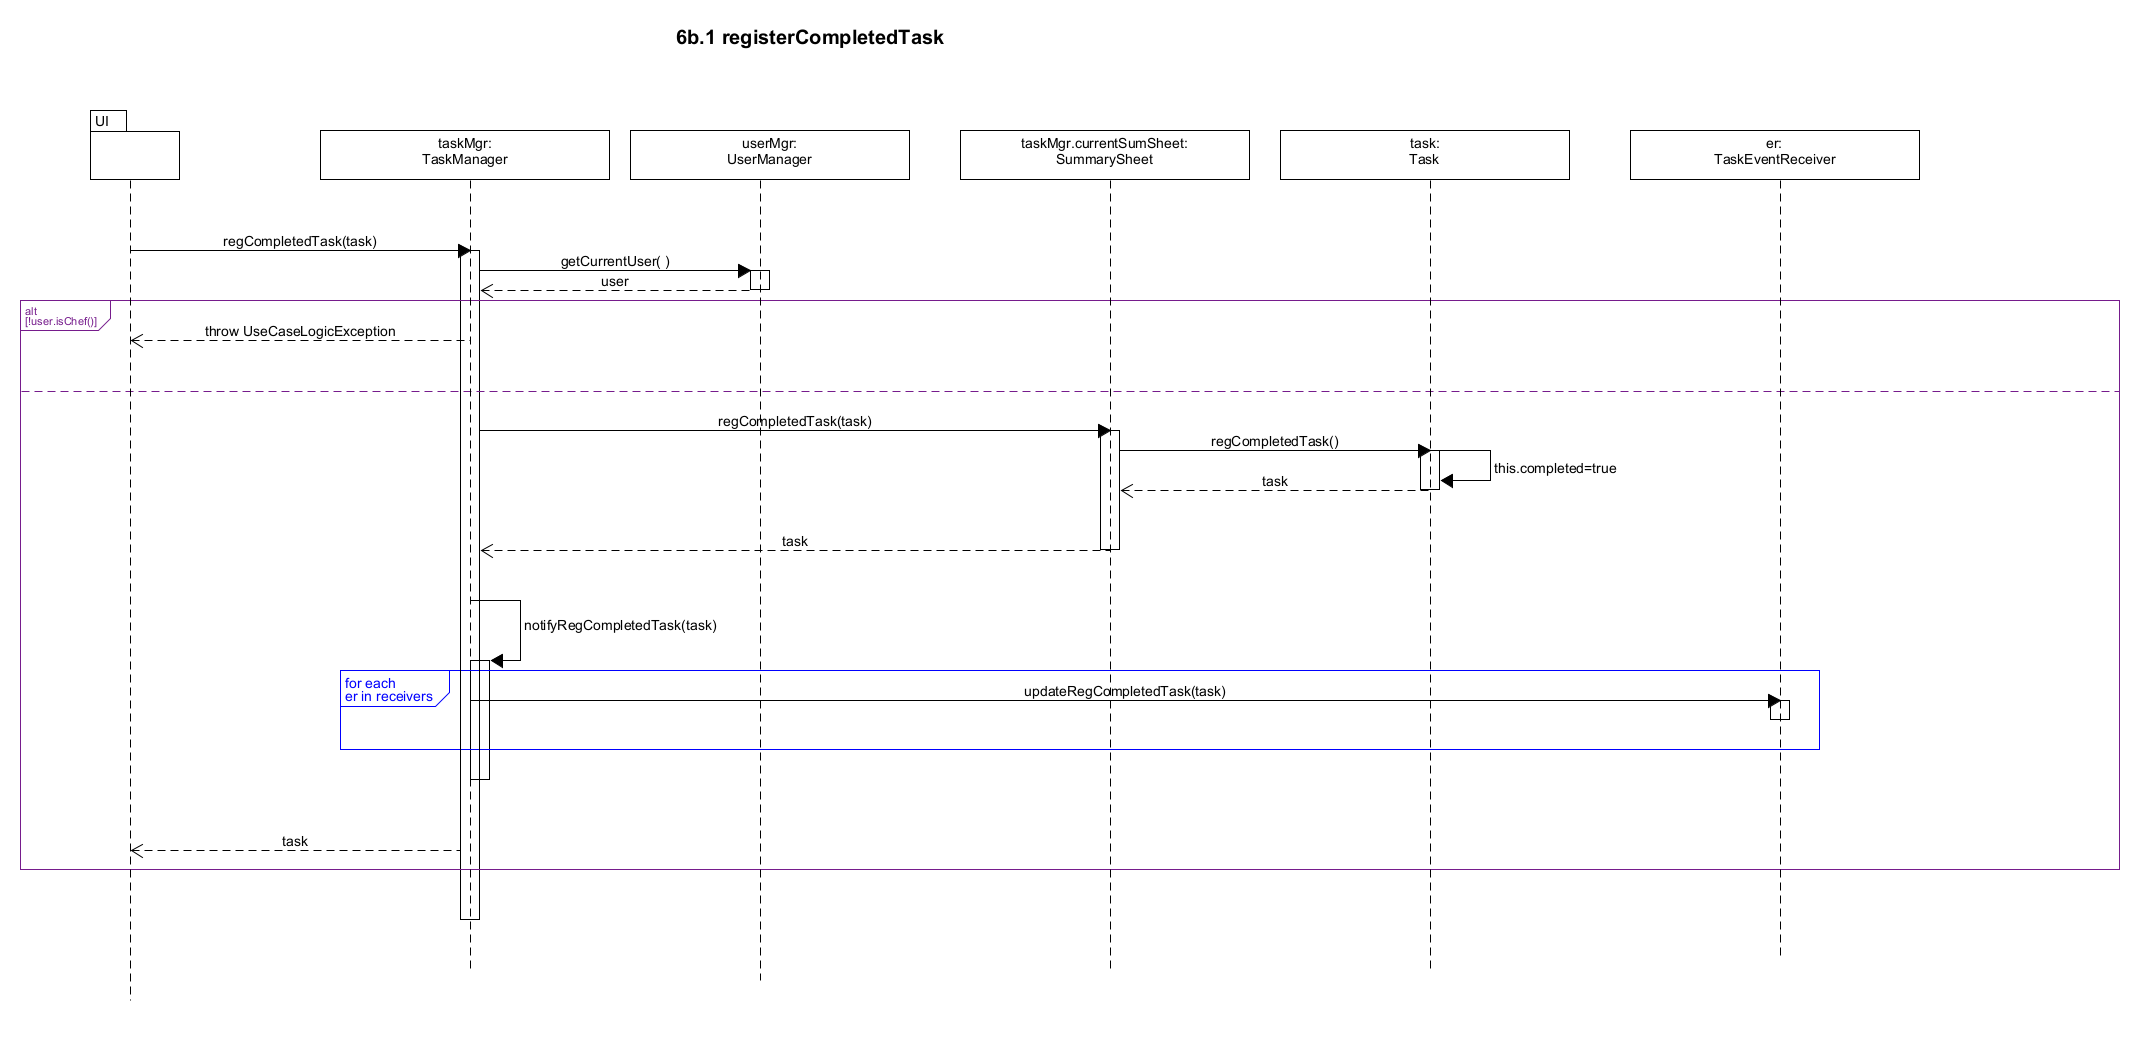 6b.1 registerCompletedTask
UI
taskMgr:
TaskManager
userMgr:
UserManager
taskMgr.currentSumSheet:
SummarySheet
task:
Task
er:
TaskEventReceiver
regCompletedTask(task)
getCurrentUser( )
user
alt
[!user.isChef()]
throw UseCaseLogicException
regCompletedTask(task)
regCompletedTask()
this.completed=true
task
task
notifyRegCompletedTask(task)
for each
er in receivers
updateRegCompletedTask(task)
task